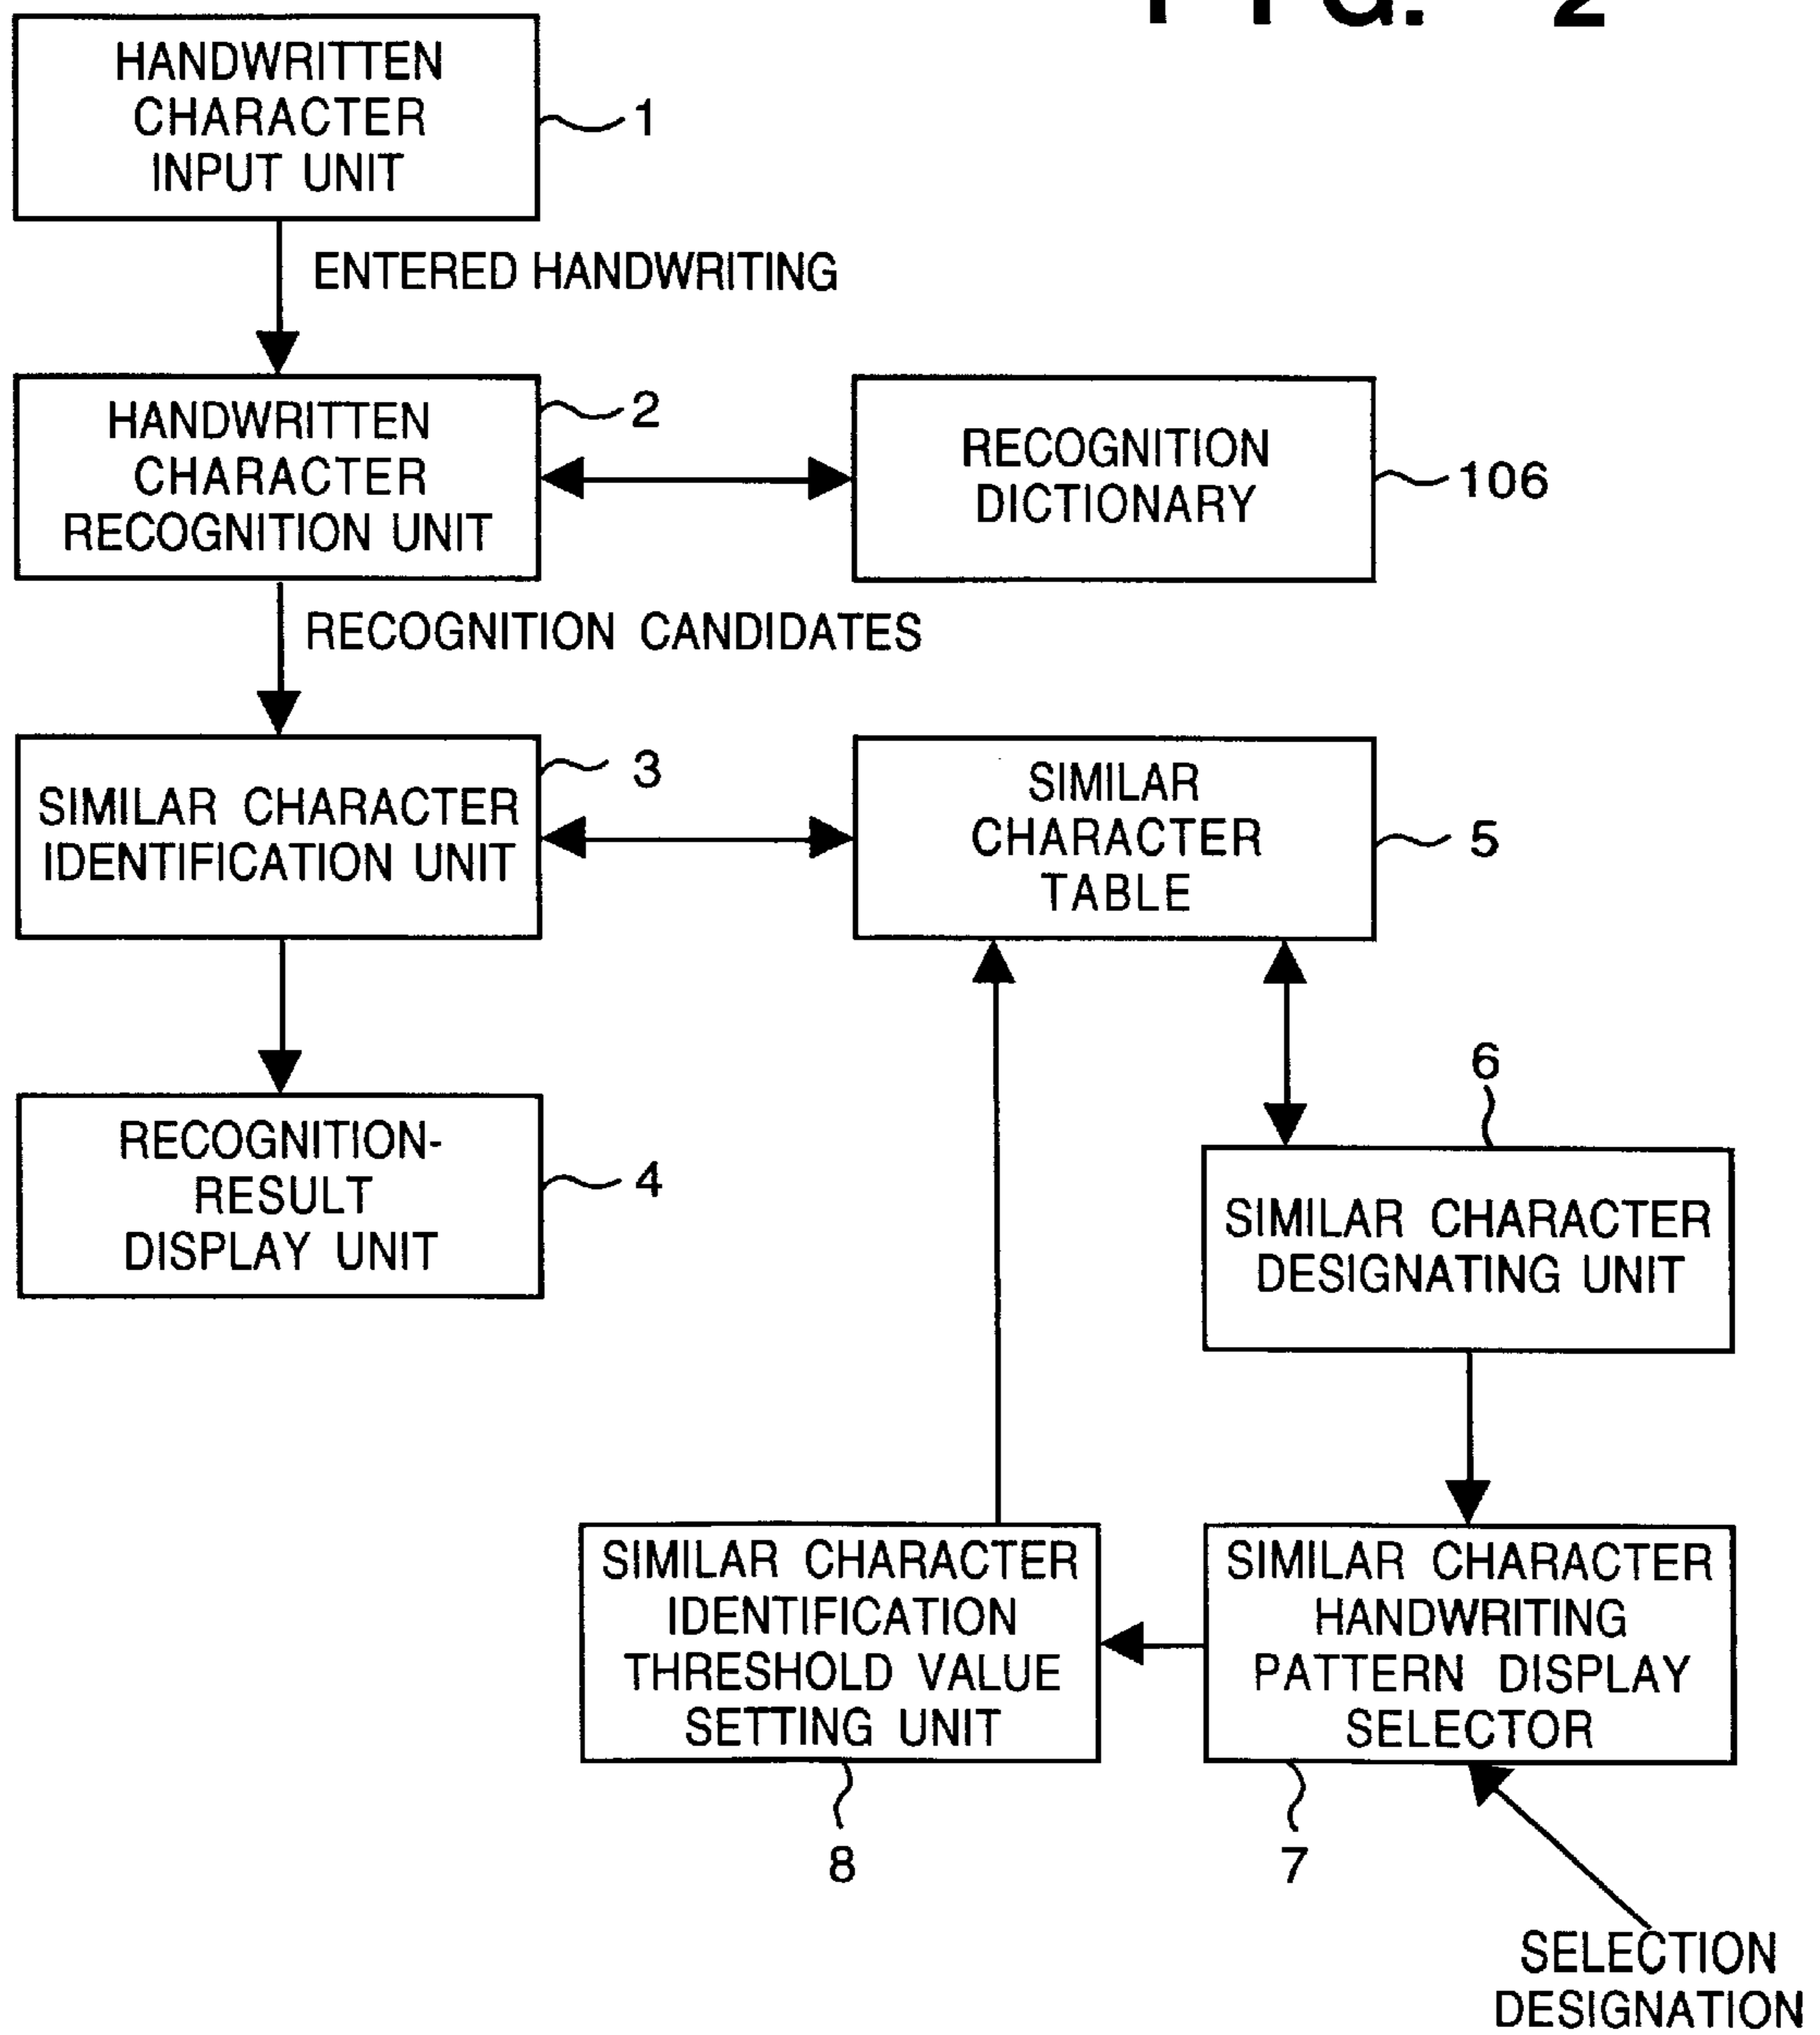 FIG. 2
HANDWRITTEN
CHARACTER
INPUT UNIT
1
ENTERED HANDWRITING
HANDWRITTEN
CHARACTER
RECOGNITION UNIT
2
RECOGNITION
DICTIONARY
106
RECOGNITION CANDIDATES
SIMILAR CHARACTER
IDENTIFICATION UNIT
3
SIMILAR
CHARACTER
TABLE
5
RECOGNITION-
RESULT
DISPLAY UNIT
4
6
SIMILAR CHARACTER
DESIGNATING UNIT
SIMILAR CHARACTER
IDENTIFICATION
THRESHOLD VALUE
SETTING UNIT
8
SIMILAR CHARACTER
HANDWRITING
PATTERN DISPLAY
SELECTOR
7
SELECTION
DESIGNATION